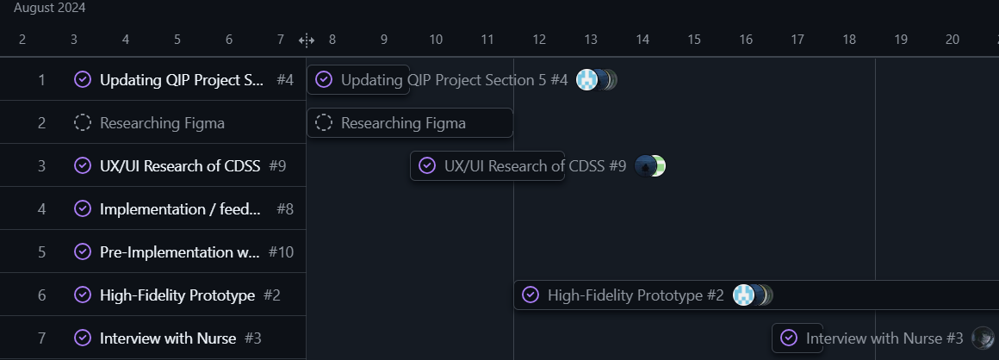 August 2024
2 3 4 5 6 7 8 9 10 11 12 13 14 15 16 17 18 19 20
1 Updating QIP Project S... #4 Updating QIP Project Section 5 #4
2 Researching Figma Researching Figma
3 UX/UI Research of CDSS #9 UX/UI Research of CDSS #9
4 Implementation / feed... #8
5 Pre-Implementation w... #10
6 High-Fidelity Prototype #2 High-Fidelity Prototype #2
7 Interview with Nurse #3 Interview with Nurse #3